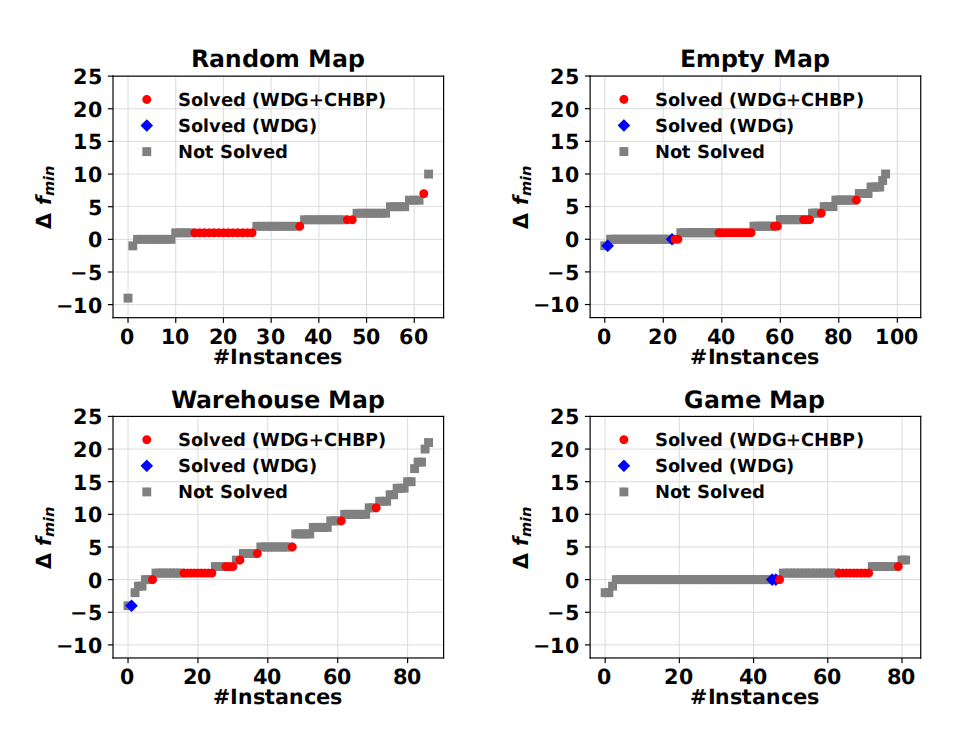 Random Map
25
20
15
10
5
0
−5
−10
Δ fmin
Solved (WDG+CHBP)
Solved (WDG)
Not Solved
0 10 20 30 40 50 60
#Instances
Empty Map
25
20
15
10
5
0
−5
−10
Δ fmin
Solved (WDG+CHBP)
Solved (WDG)
Not Solved
0 20 40 60 80 100
#Instances
Warehouse Map
25
20
15
10
5
0
−5
−10
Δ fmin
Solved (WDG+CHBP)
Solved (WDG)
Not Solved
0 20 40 60 80
#Instances
Game Map
25
20
15
10
5
0
−5
−10
Δ fmin
Solved (WDG+CHBP)
Solved (WDG)
Not Solved
0 20 40 60 80
#Instances